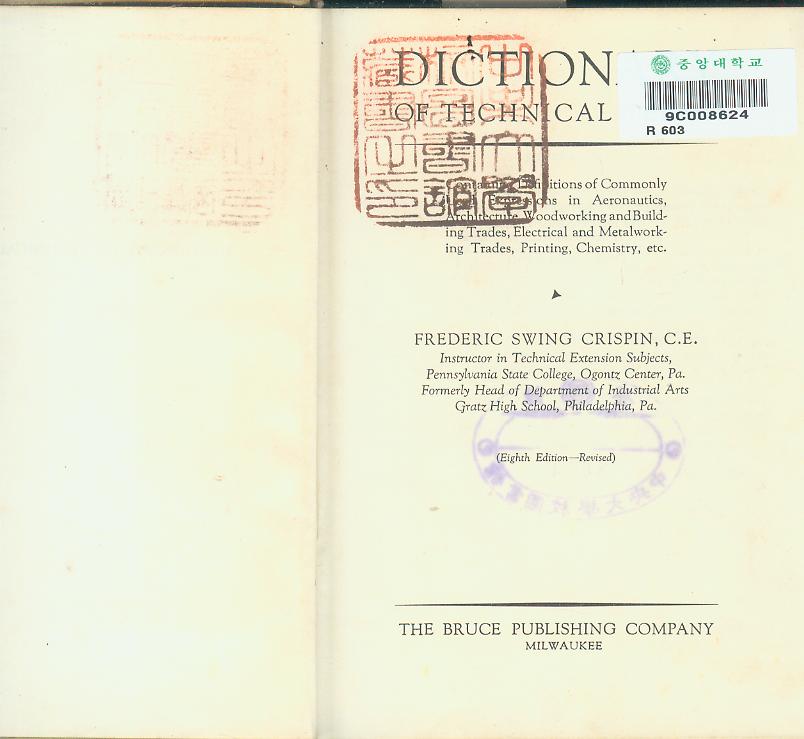 DICTION
OF TECHNICAL
중앙대학교
9C008624
R 603
Containing Definitions of Commonly
Used Expressions in Aeronautics,
Architecture, Woodworking and Build-
ing Trades, Electrical and Metalwork-
ing Trades, Printing, Chemistry, etc.
FREDERIC SWING CRISPIN, C.E.
Instructor in Technical Extension Subjects,
Pennsylvania State College, Ogontz Center, Pa.
Formerly Head of Department of Industrial Arts
Gratz High School, Philadelphia, Pa.
(Eighth Edition—Revised)
THE BRUCE PUBLISHING COMPANY
MILWAUKEE